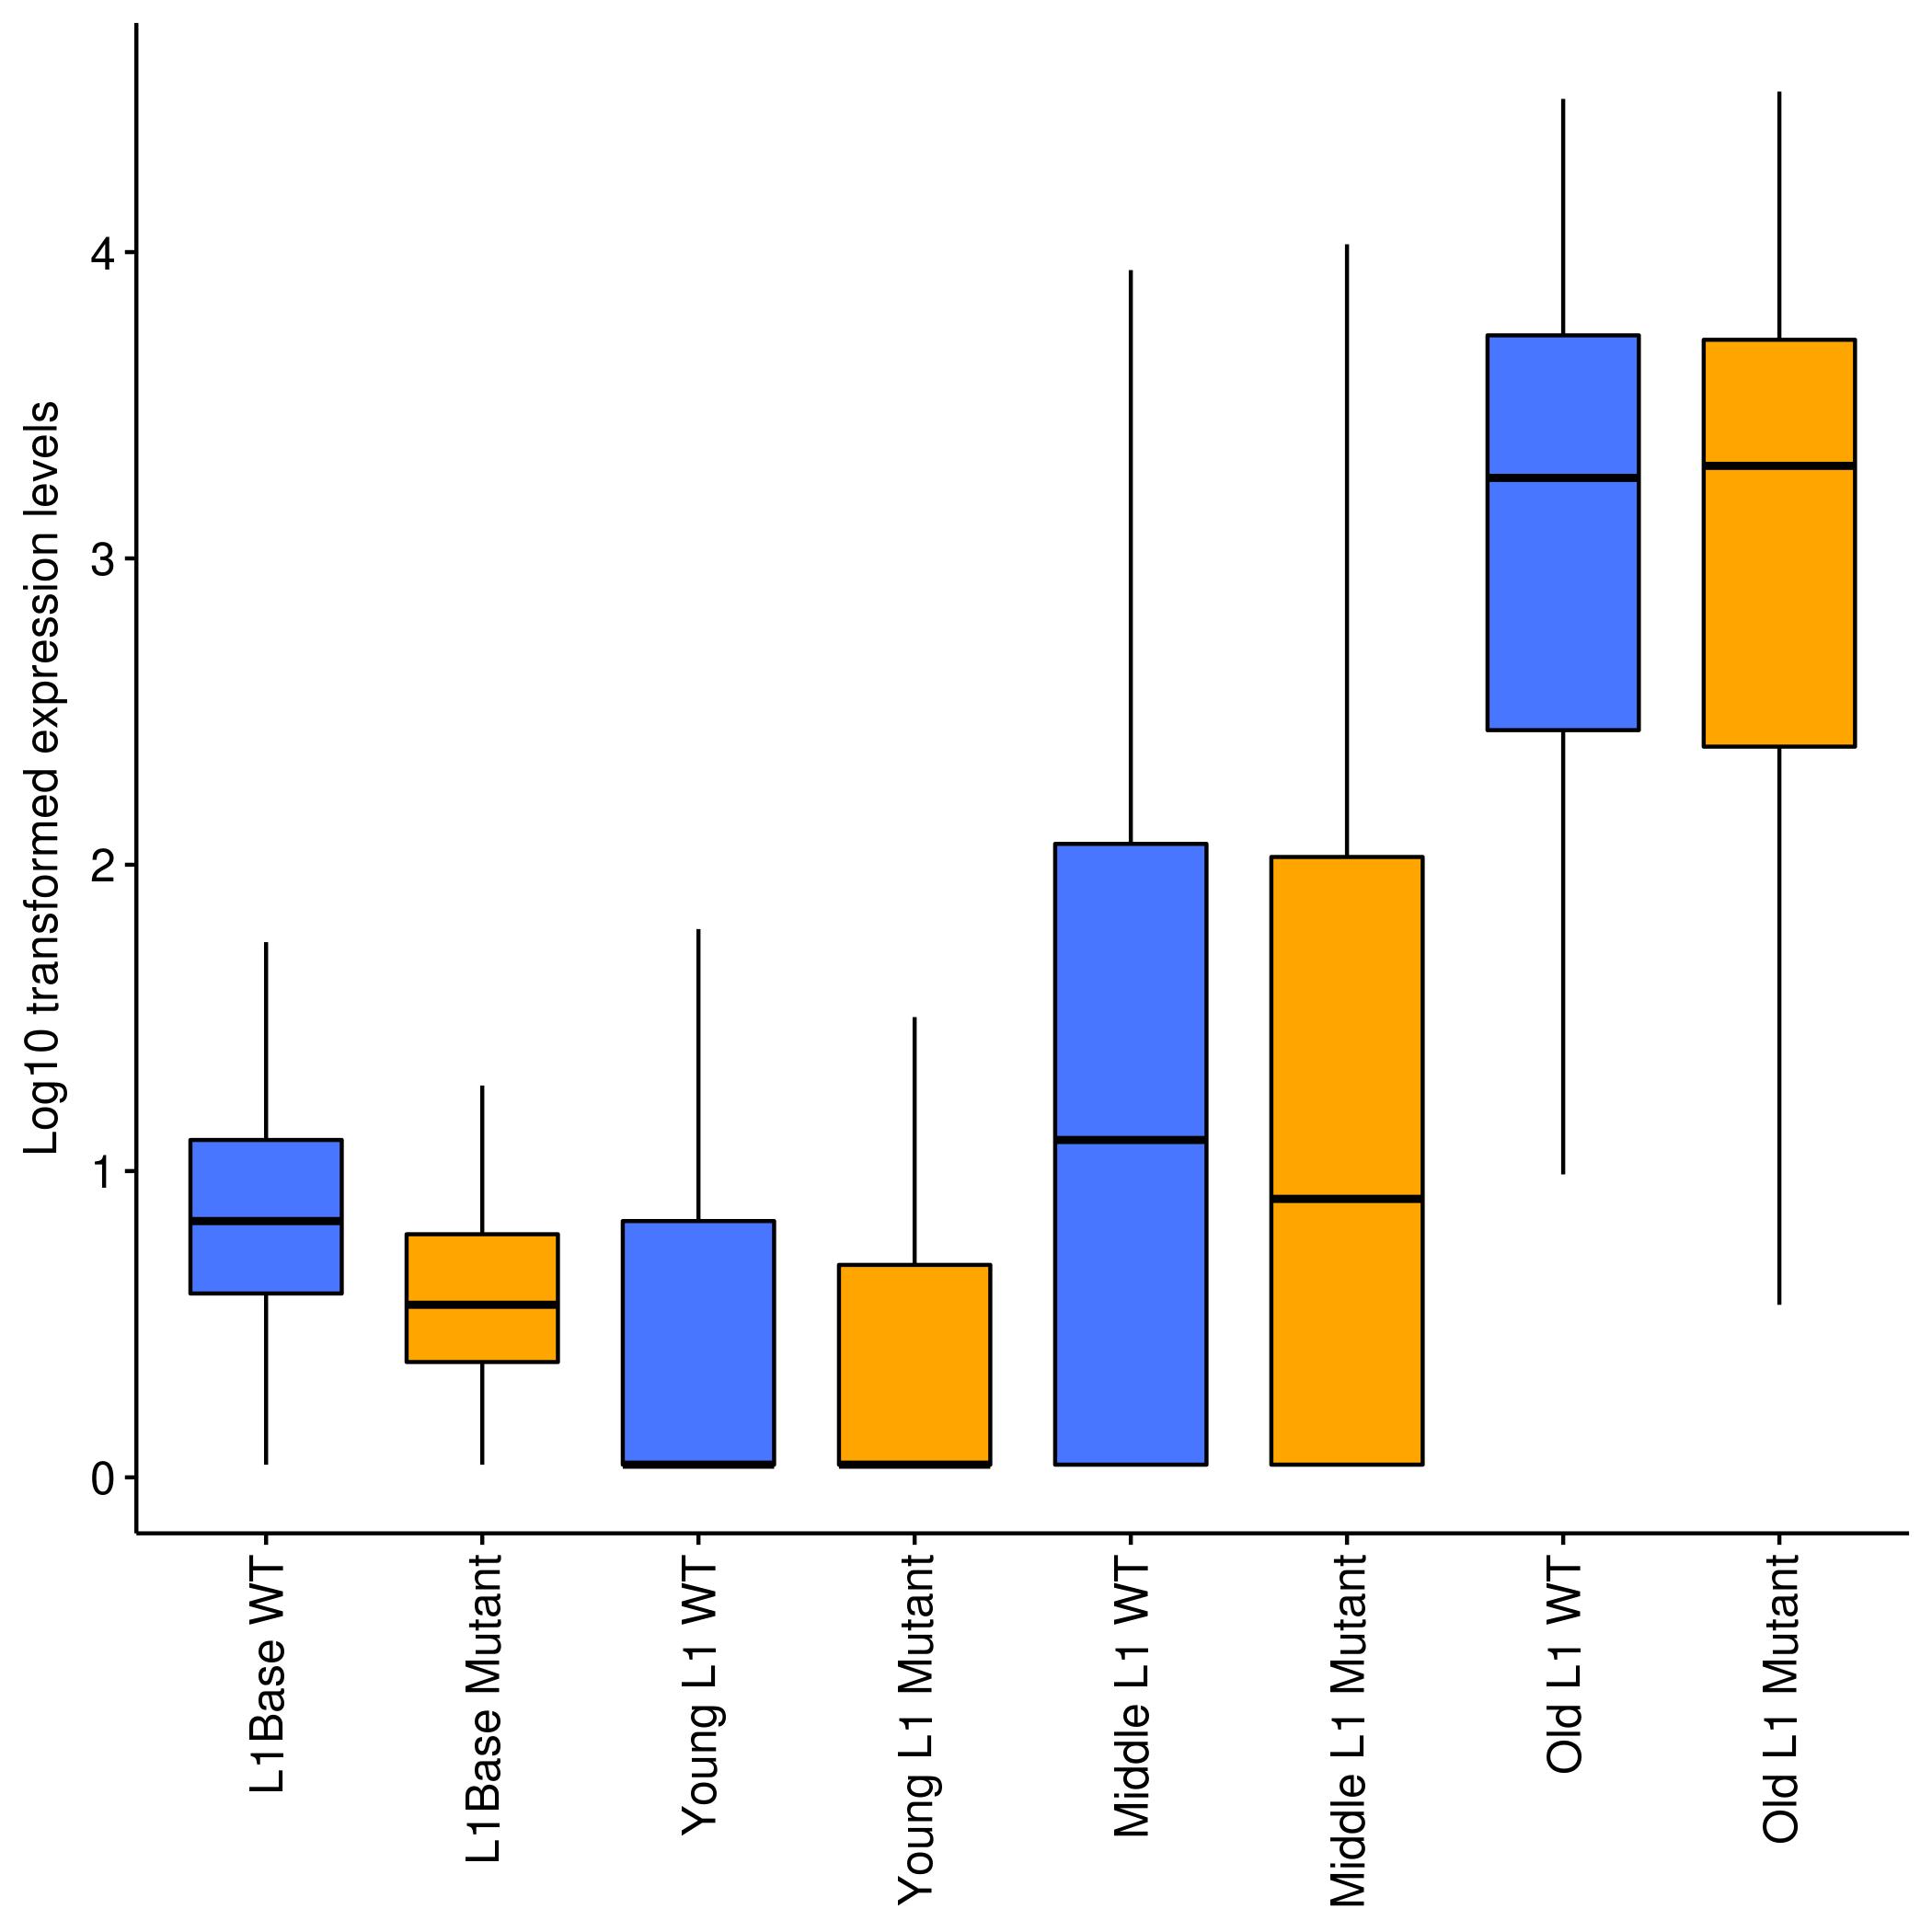 Log10 transformed expression levels
4
3
2
1
0
L1Base WT
L1Base Mutant
Young L1 WT
Young L1 Mutant
Middle L1 WT
Middle L1 Mutant
Old L1 WT
Old L1 Mutant